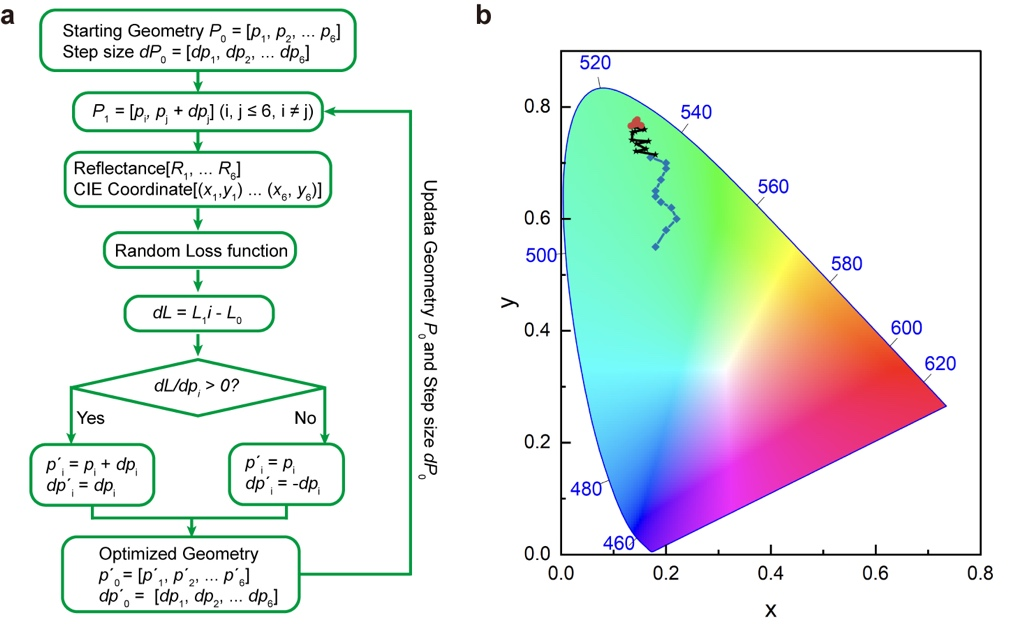 a
Starting Geometry P₀ = [p₁, p₂, ... p₆]
Step size dP₀ = [dp₁, dp₂, ... dp₆]
P₁ = [pᵢ, pⱼ + dpⱼ] (i, j ≤ 6, i ≠ j)
Reflectance[R₁, ... R₆]
CIE Coordinate[(x₁,y₁) ... (x₆, y₆)]
Random Loss function
dL = L₁i - L₀
dL/dpᵢ > 0?
Yes
No
p´ᵢ = pᵢ + dpᵢ
dp´ᵢ = dpᵢ
p´ᵢ = pᵢ
dp´ᵢ = -dpᵢ
Optimized Geometry
p´₀ = [p´₁, p´₂, ... p´₆]
dp´₀ = [dp₁, dp₂, ... dp₆]
Updata Geometry P₀ and Step size dP₀
b
520
540
560
500
580
600
620
480
460
0.8
0.6
0.4
0.2
0.0
y
0.0 0.2 0.4 0.6 0.8
x